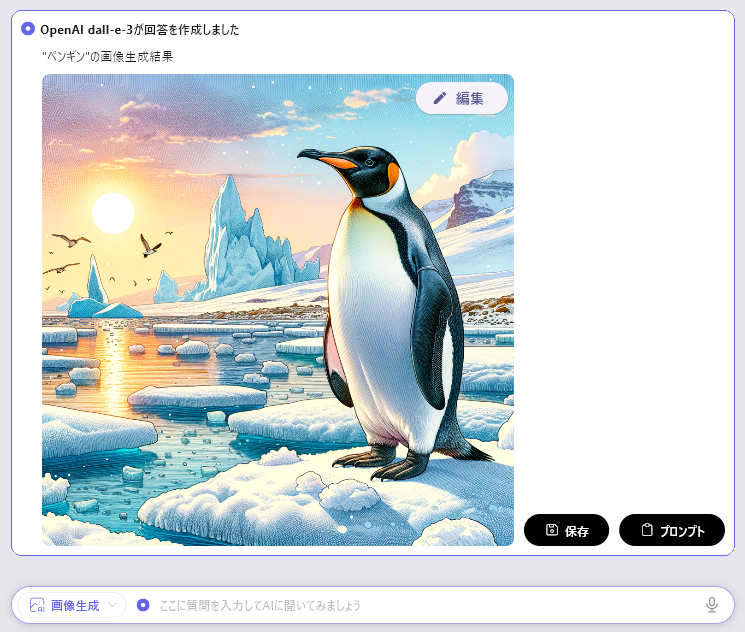 OpenAI dall-e-3が回答を作成しました
"ペンギン"の画像生成結果
編集
保存
プロンプト
画像生成
ここに質問を入力してAIに聞いてみましょう